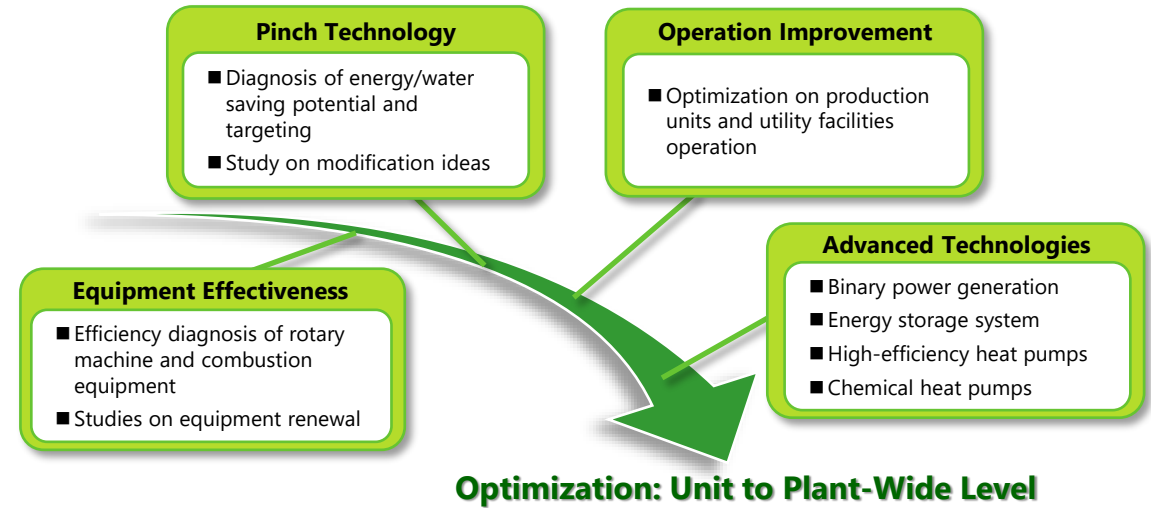 Pinch Technology
■ Diagnosis of energy/water
saving potential and
targeting
■ Study on modification ideas
Operation Improvement
■ Optimization on production
units and utility facilities
operation
Equipment Effectiveness
■ Efficiency diagnosis of rotary
machine and combustion
equipment
■ Studies on equipment renewal
Advanced Technologies
■ Binary power generation
■ Energy storage system
■ High-efficiency heat pumps
■ Chemical heat pumps
Optimization: Unit to Plant-Wide Level